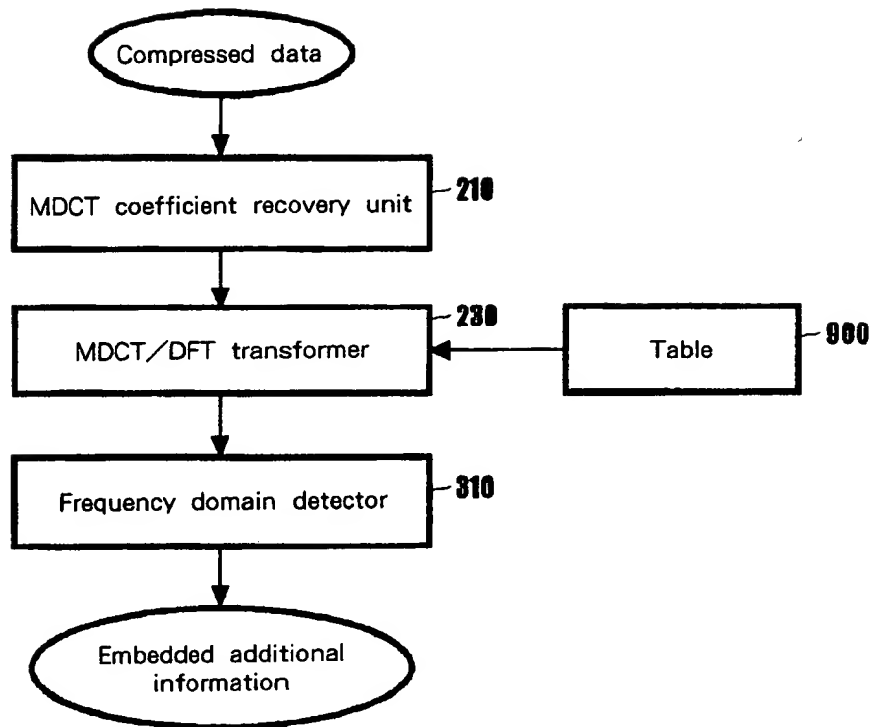 Compressed data
MDCT coefficient recovery unit
210
MDCT/DFT transformer
230
Table
900
Frequency domain detector
310
Embedded additional
information